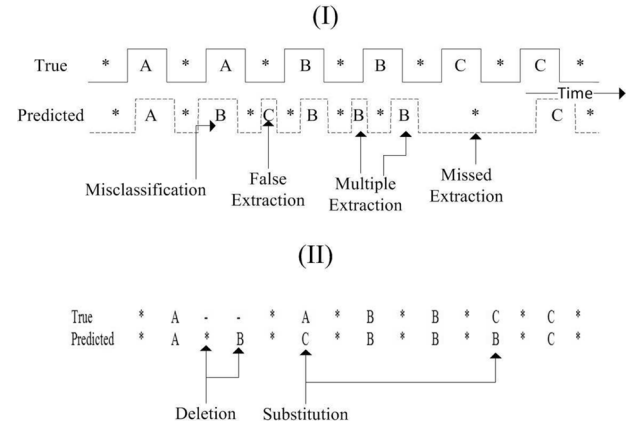 (I)
True * A * A * B * B * C * C *
Time
Predicted * A * B * C * B * B * B * C *
Misclassification
False
Extraction
Multiple
Extraction
Missed
Extraction
(II)
True * A - - * A * B * B * C * C *
Predicted * A * B * C * B * B * B * C *
Deletion
Substitution